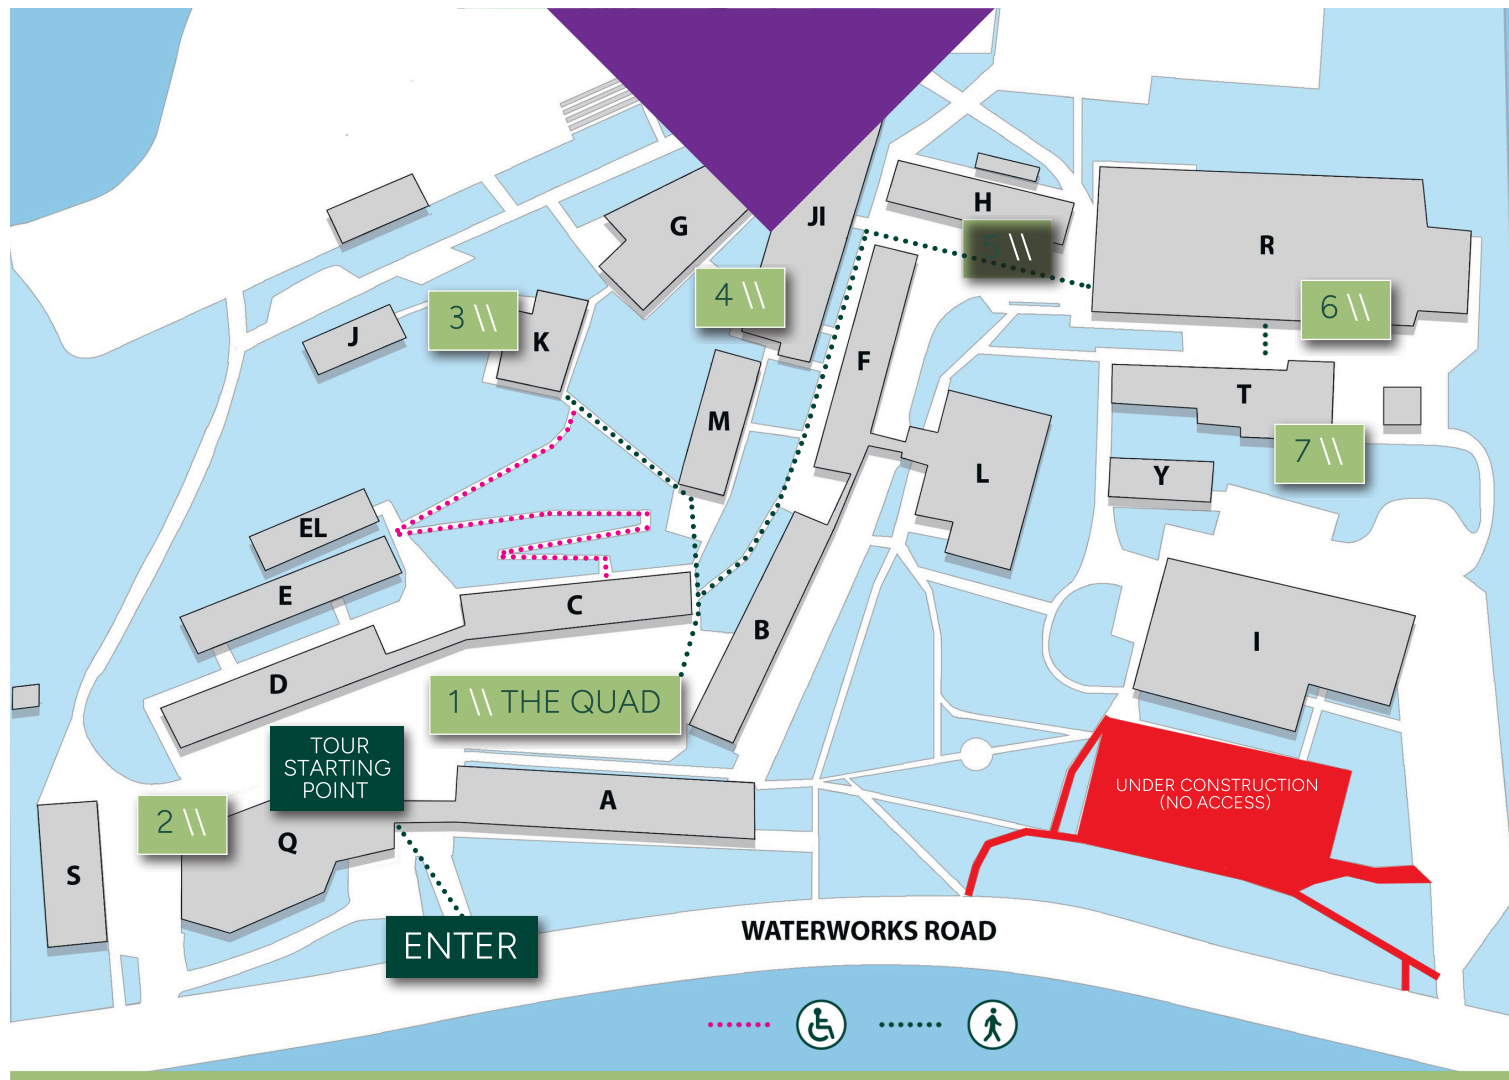 H
JI
G
R
5 \\
4 \\
6 \\
3 \\
J
K
F
T
M
7 \\
L
Y
EL
E
C
B
I
D
1 \\ THE QUAD
TOUR
STARTING
POINT
UNDER CONSTRUCTION
(NO ACCESS)
A
2 \\
Q
S
WATERWORKS ROAD
ENTER